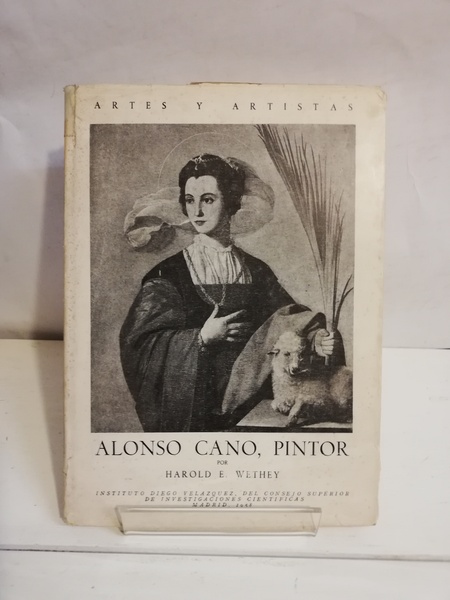 ARTES Y ARTISTAS
ALONSO CANO, PINTOR
POR
HAROLD E. WETHEY
INSTITUTO DIEGO VELAZQUEZ, DEL CONSEJO SUPERIOR
DE INVESTIGACIONES CIENTIFICAS
MADRID,